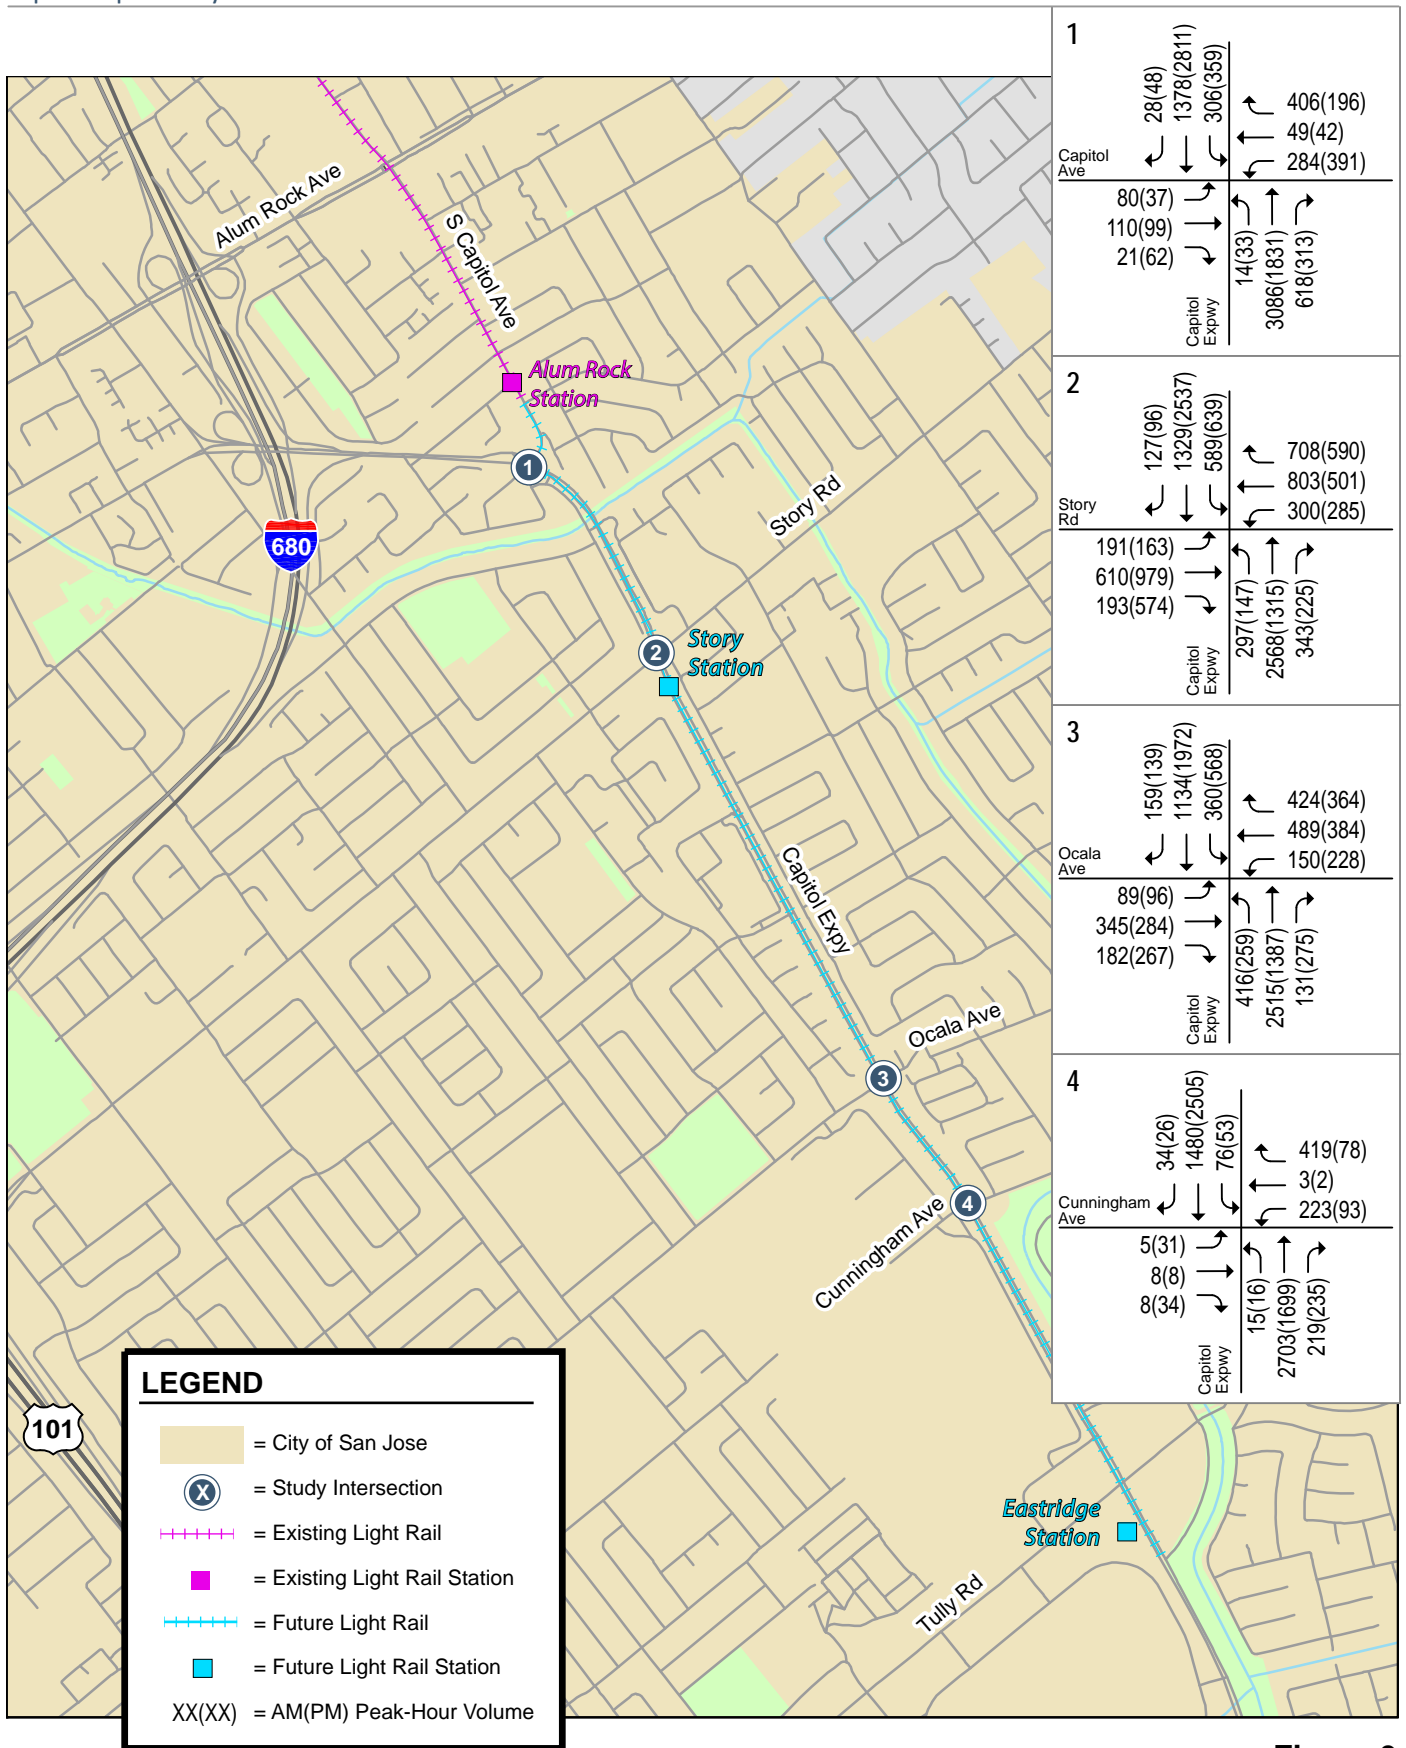 1
28(48)
1378(2811)
306(359)
406(196)
49(42)
284(391)
Capitol
Ave
80(37)
110(99)
21(62)
14(33)
3086(1831)
618(313)
Capitol
Expwy
2
127(96)
1329(2537)
589(639)
708(590)
803(501)
300(285)
Story
Rd
191(163)
610(979)
193(574)
297(147)
2568(1315)
343(225)
Capitol
Expwy
3
159(139)
1134(1972)
360(568)
424(364)
489(384)
150(228)
Ocala
Ave
89(96)
345(284)
182(267)
416(259)
2515(1387)
131(275)
Capitol
Expwy
4
34(26)
1480(2505)
76(53)
419(78)
3(2)
223(93)
Cunningham
Ave
5(31)
8(8)
8(34)
15(16)
2703(1699)
219(235)
Capitol
Expwy
Alum Rock Ave
S Capitol Ave
Alum Rock
Station
1
680
Story Rd
2
Story
Station
Capitol Expy
Ocala Ave
3
4
Cunningham Ave
Eastridge
Station
Tully Rd
101
LEGEND
= City of San Jose
X = Study Intersection
= Existing Light Rail
= Existing Light Rail Station
= Future Light Rail
= Future Light Rail Station
XX(XX) = AM(PM) Peak-Hour Volume